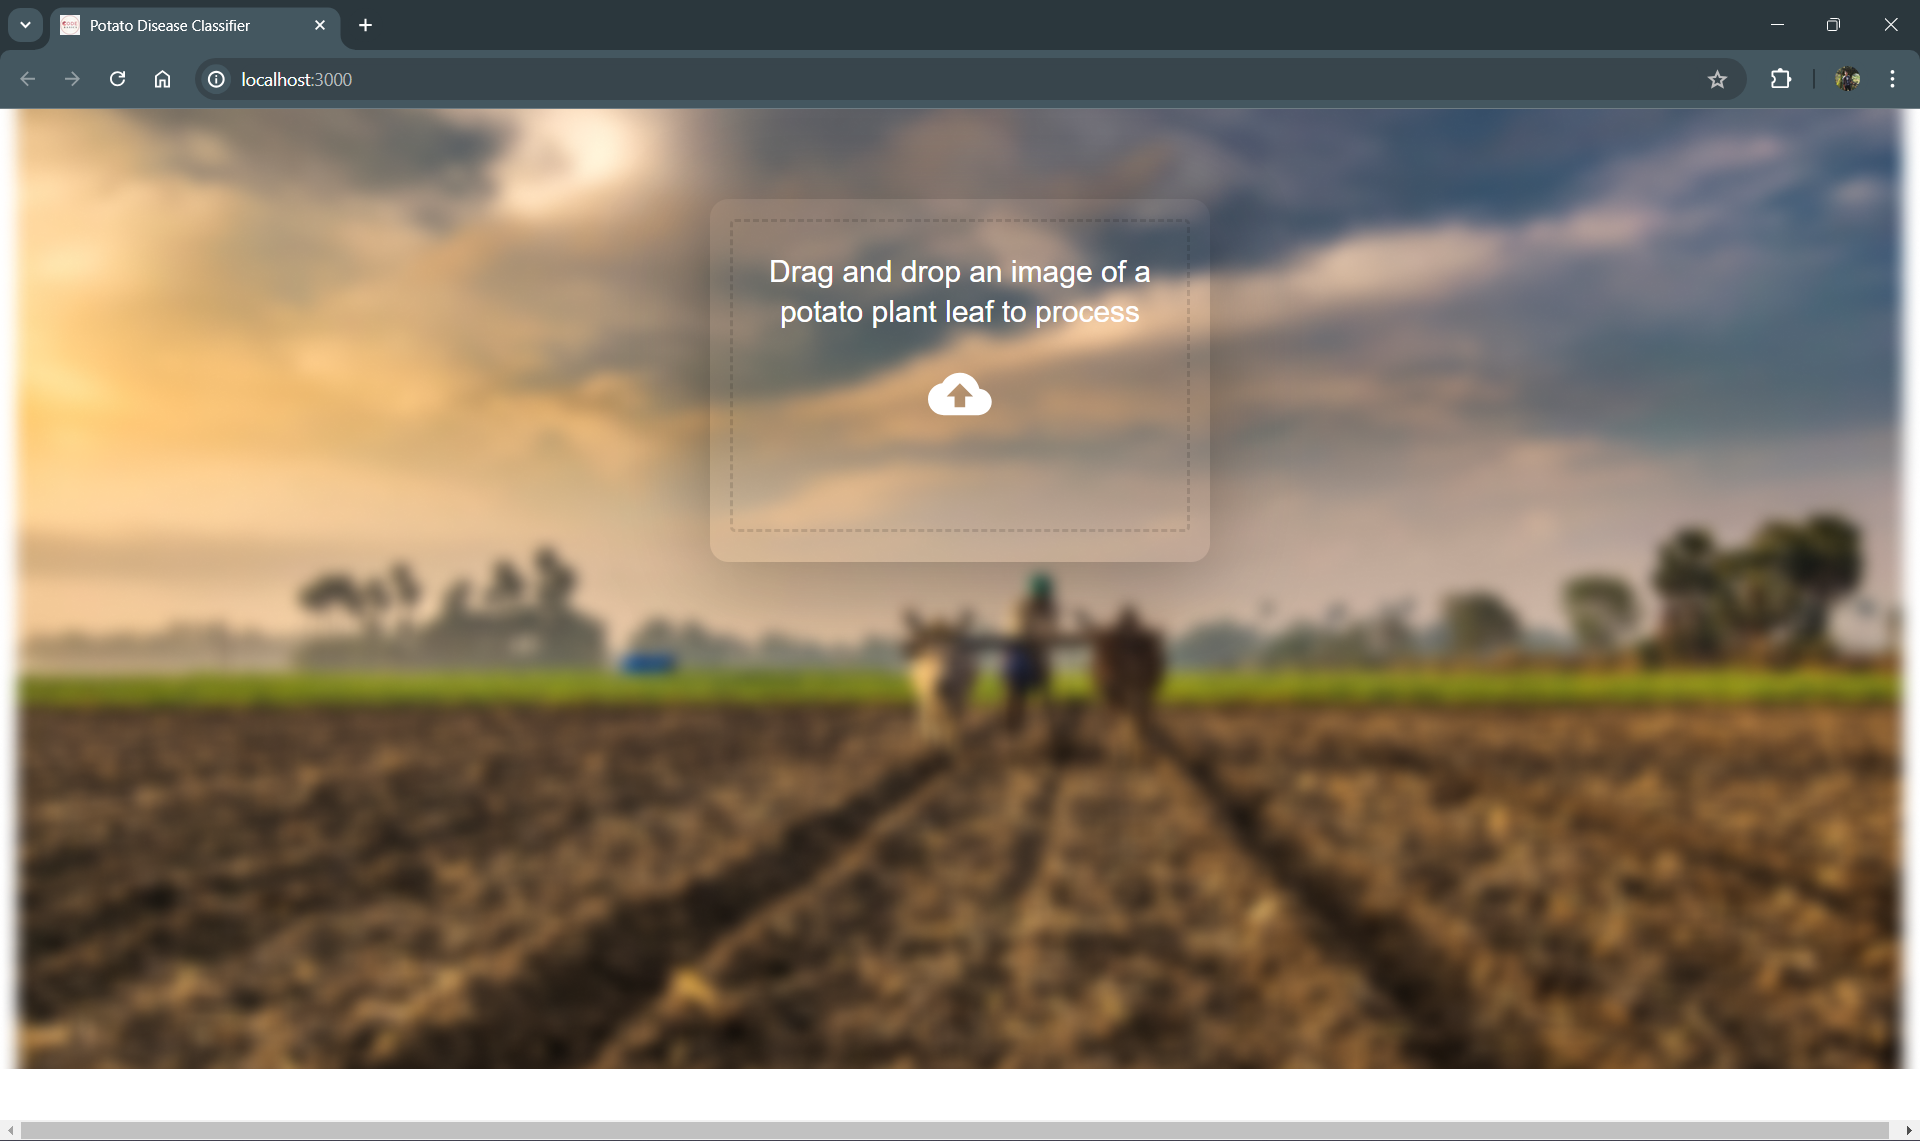 Potato Disease Classifier
localhost:3000
Drag and drop an image of a
potato plant leaf to process